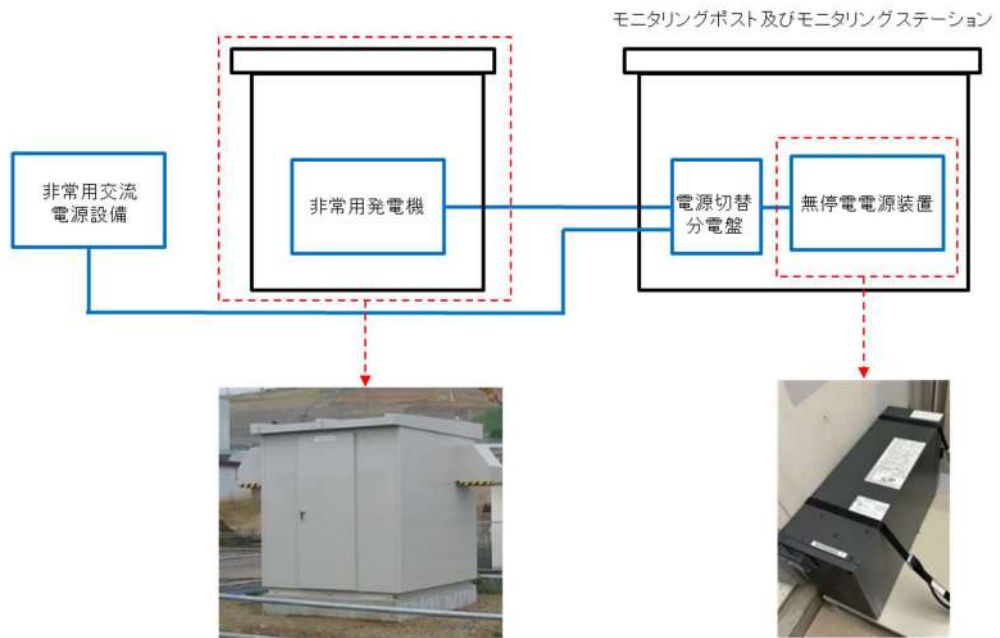 モニタリングポスト及びモニタリングステーション
非常用交流
電源設備
非常用発電機
電源切替
分電盤
無停電電源装置